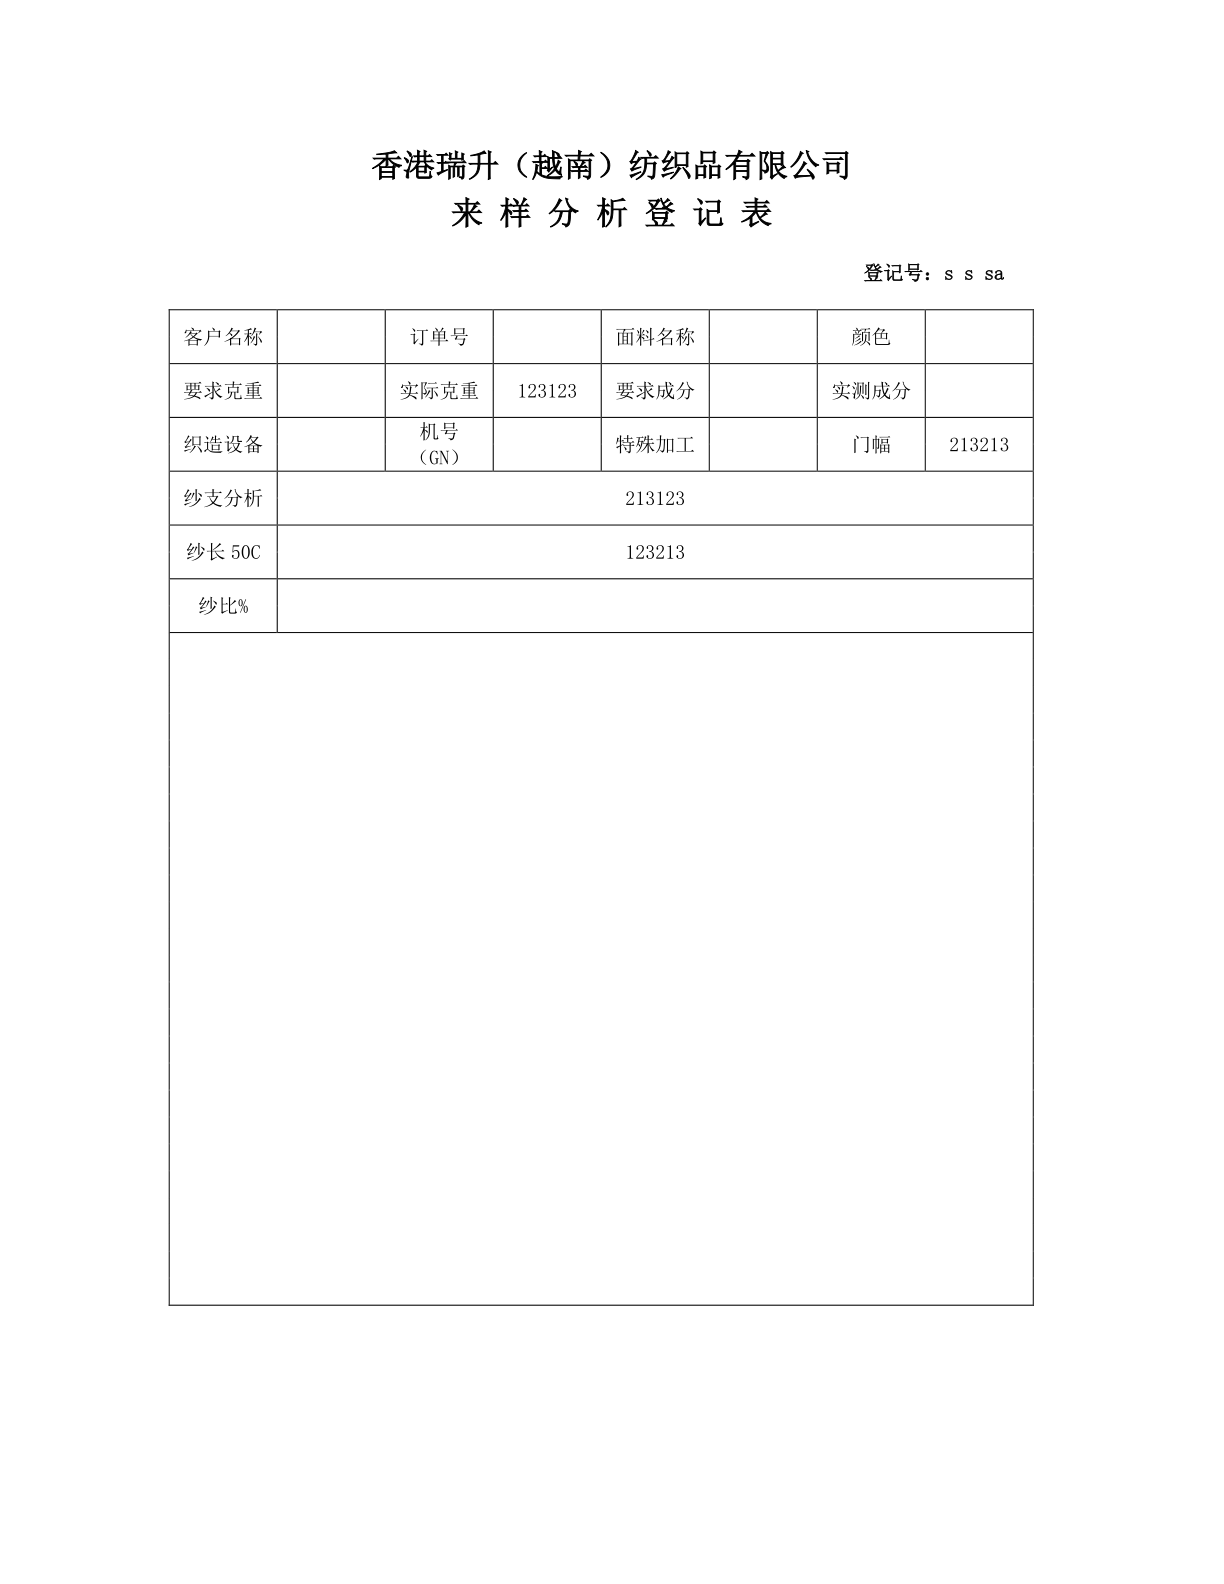 香港瑞升（越南）纺织品有限公司
来 样 分 析 登 记 表
登记号：s s sa
客户名称 订单号 面料名称 颜色
要求克重 实际克重 123123 要求成分 实测成分
织造设备 机号（GN） 特殊加工 门幅 213213
纱支分析 213123
纱长 50C 123213
纱比%